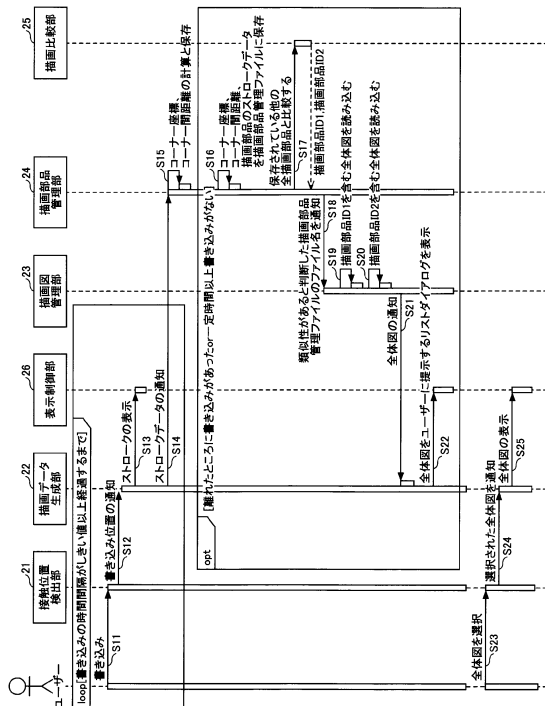 ユーザー
21
接触位置
検出部
22
描画データ
生成部
26
表示制御部
23
描画図
管理部
24
描画部品
管理部
25
描画比較部
loop[書き込みの時間間隔がしきい値以上経過するまで]
書き込み
S11
書き込み位置の通知
S12
ストロークの表示
S13
ストロークデータの通知
S14
S15
コーナー座標、
コーナー間距離の計算と保存
opt
[離れたところに書き込みがあったor一定時間以上書き込みがない]
S16
コーナー座標、
コーナー間距離、
描画部品のストロークデータ
を描画部品管理ファイルに保存
保存されている他の
全描画部品と比較する
S17
描画部品ID1,描画部品ID2
類似性があると判断した描画部品
管理ファイルのファイル名を通知
S18
S19
描画部品ID1を含む全体図を読み込む
S20
描画部品ID2を含む全体図を読み込む
全体図の通知
S21
全体図をユーザーに提示するリストダイアログを表示
S22
全体図を選択
S23
選択された全体図を通知
S24
全体図の表示
S25